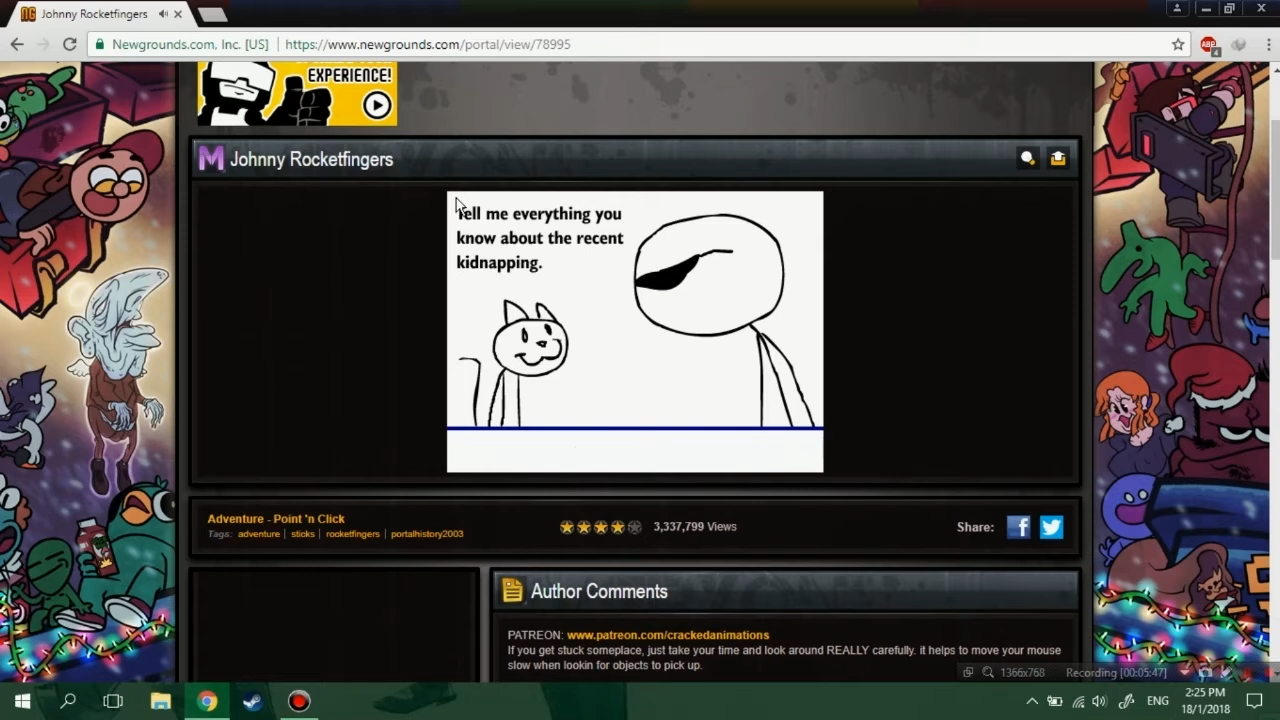 Johnny Rocketfingers
Newgrounds.com, Inc. [US]
https://www.newgrounds.com/portal/view/78995
ABP
4
EXPERIENCE!
M Johnny Rocketfingers
Tell me everything you
know about the recent
kidnapping.
Adventure - Point 'n Click
Tags: adventure | sticks | rocketfingers | portalhistory2003
3,337,799 Views
Share:
Author Comments
PATREON: www.patreon.com/crackedanimations
If you get stuck someplace, just take your time and look around REALLY carefully. it helps to move your mouse
slow when lookin for objects to pick up.
1366x768
Recording [00:05:47]
ENG
2:25 PM
18/1/2018